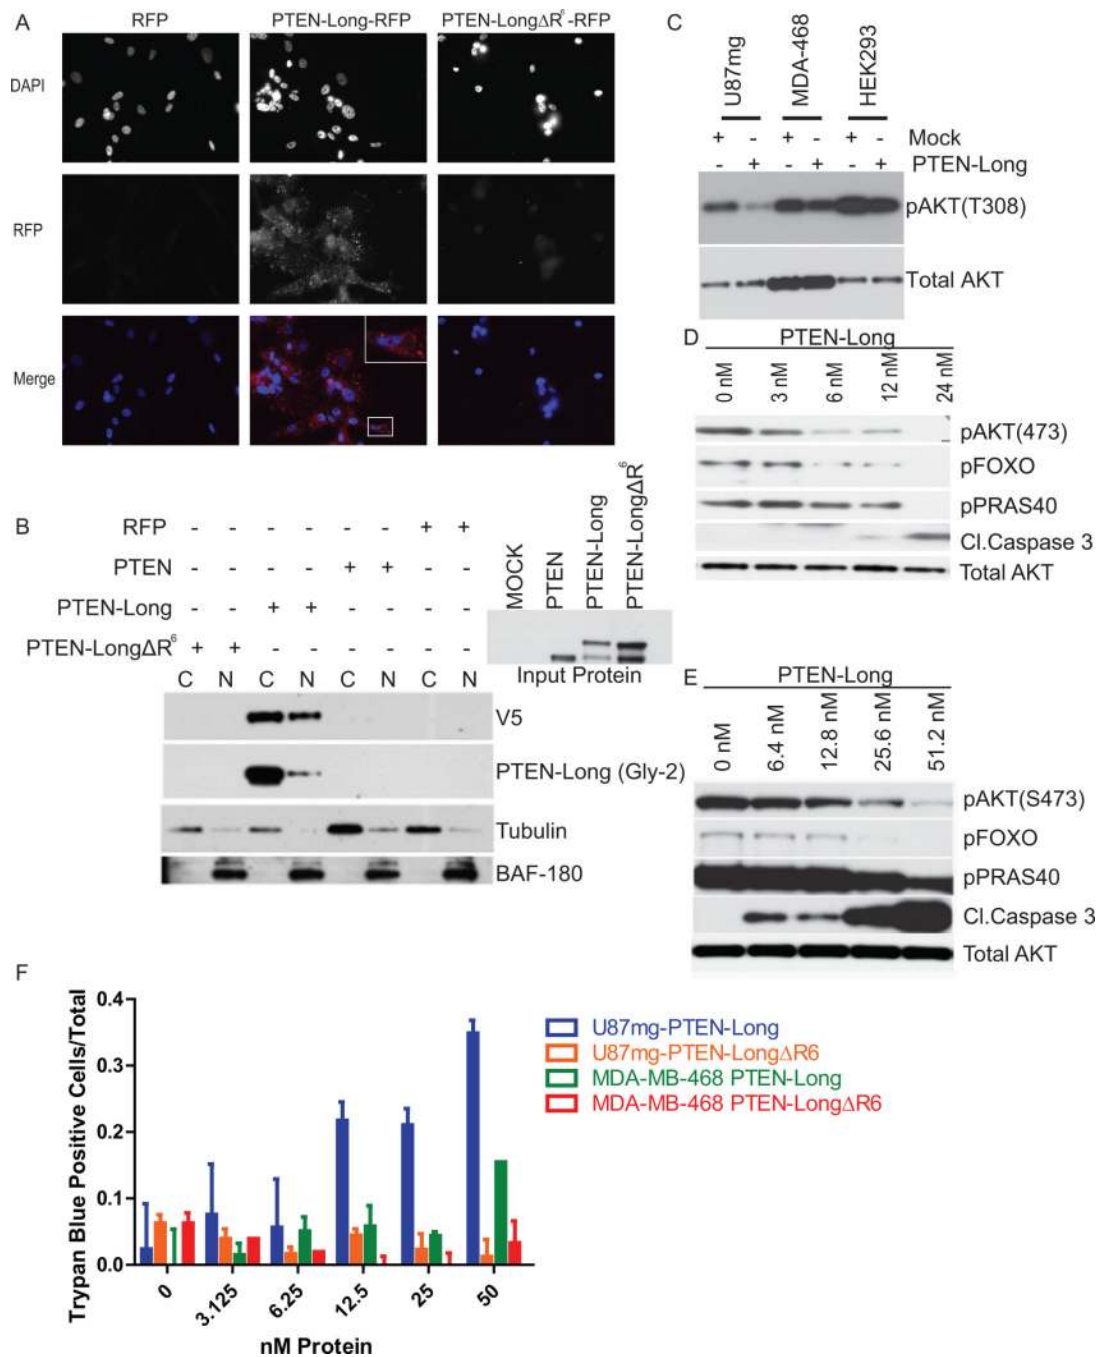 A
RFP
PTEN-Long-RFP
PTEN-LongΔR⁶-RFP
DAPI
RFP
Merge
B
RFP - - - - - - + +
PTEN - - - - + + - -
PTEN-Long - - + + - - - -
PTEN-LongΔR⁶ + + - - - - - -
C N C N C N C N
V5
PTEN-Long (Gly-2)
Tubulin
BAF-180
MOCK
PTEN
PTEN-Long
PTEN-LongΔR⁶
Input Protein
C
U87mg
MDA-468
HEK293
+ - + - + - Mock
- + - + - + PTEN-Long
pAKT(T308)
Total AKT
D
PTEN-Long
0 nM
3 nM
6 nM
12 nM
24 nM
pAKT(473)
pFOXO
pPRAS40
Cl.Caspase 3
Total AKT
E
PTEN-Long
0 nM
6.4 nM
12.8 nM
25.6 nM
51.2 nM
pAKT(S473)
pFOXO
pPRAS40
Cl.Caspase 3
Total AKT
F
Trypan Blue Positive Cells/Total
0.4
0.3
0.2
0.1
0.0
0
3.125
6.25
12.5
25
50
nM Protein
U87mg-PTEN-Long
U87mg-PTEN-LongΔR6
MDA-MB-468 PTEN-Long
MDA-MB-468 PTEN-LongΔR6